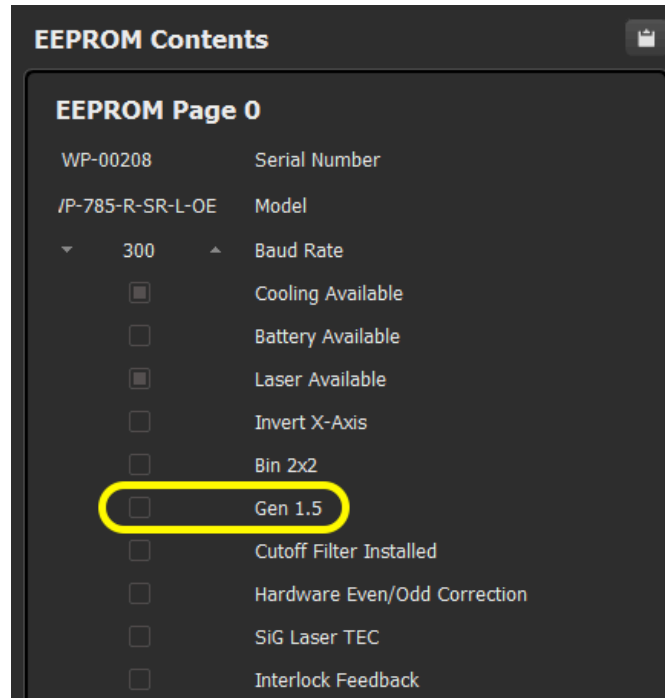 EEPROM Contents
EEPROM Page 0
WP-00208 Serial Number
/P-785-R-SR-L-OE Model
300 Baud Rate
Cooling Available
Battery Available
Laser Available
Invert X-Axis
Bin 2x2
Gen 1.5
Cutoff Filter Installed
Hardware Even/Odd Correction
SiG Laser TEC
Interlock Feedback